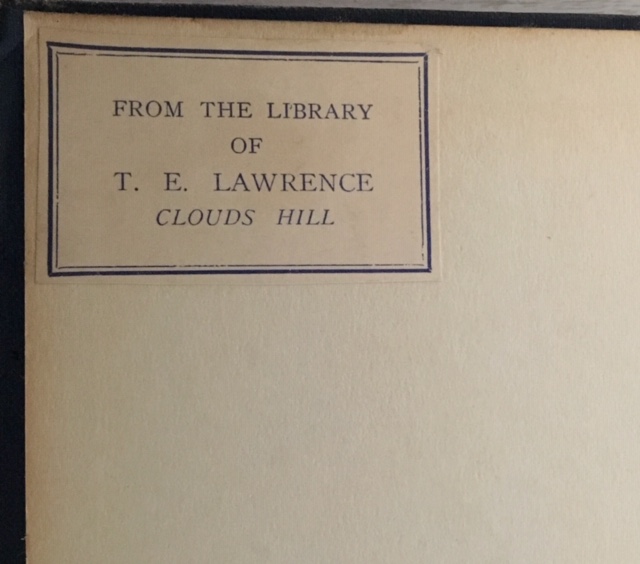 FROM THE LIBRARY
OF
T. E. LAWRENCE
CLOUDS HILL